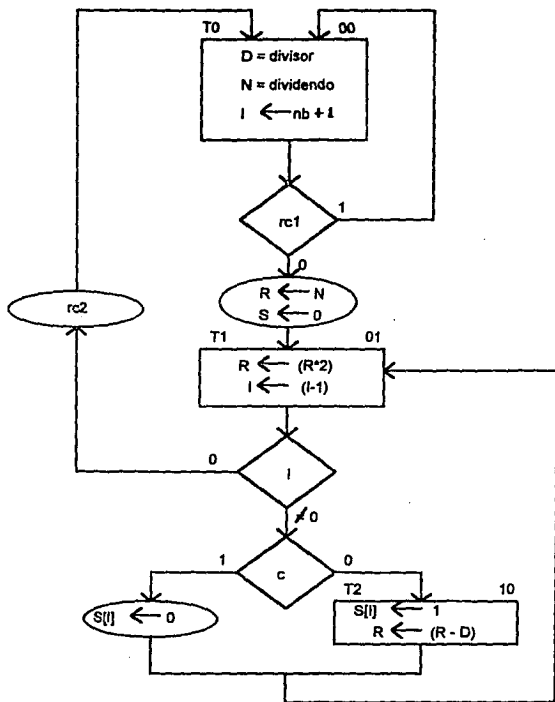 T0 00
D = divisor
N = dividendo
I ← nb + 1
rc1 1
0
R ← N
S ← 0
rc2
T1 01
R ← (R*2)
I ← (I-1)
0 I
≠ 0
1 c 0
S[I] ← 0
T2 10
S[I] ← 1
R ← (R - D)